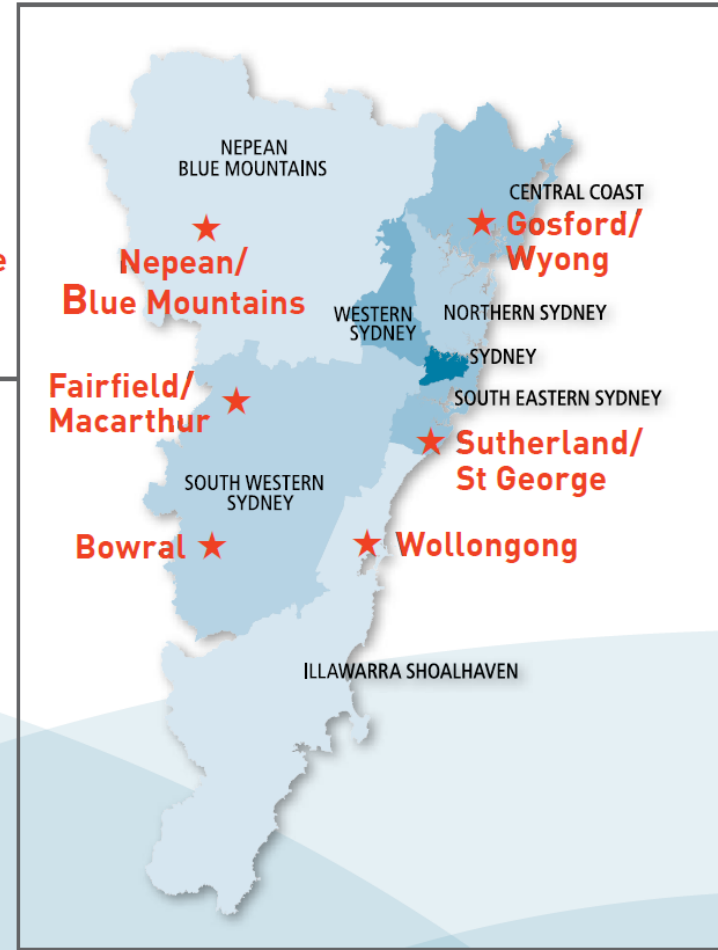 NEPEAN
BLUE MOUNTAINS
CENTRAL COAST
Gosford/
Wyong
Nepean/
Blue Mountains
e
WESTERN
SYDNEY
NORTHERN SYDNEY
SYDNEY
Fairfield/
Macarthur
SOUTH EASTERN SYDNEY
Sutherland/
St George
SOUTH WESTERN
SYDNEY
Bowral
Wollongong
ILLAWARRA SHOALHAVEN